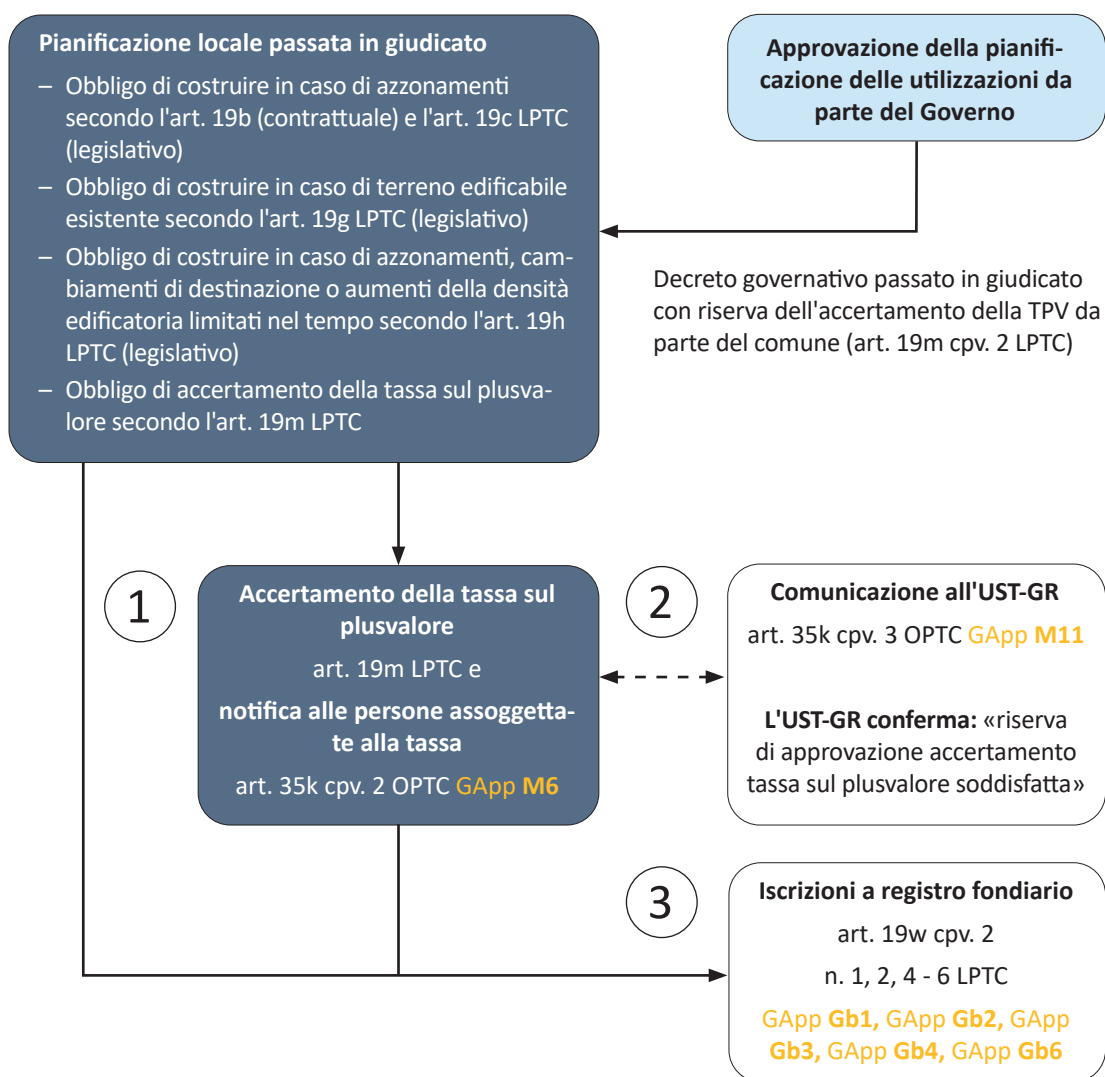 Pianificazione locale passata in giudicato
– Obbligo di costruire in caso di azzonamenti
secondo l'art. 19b (contrattuale) e l'art. 19c LPTC
(legislativo)
– Obbligo di costruire in caso di terreno edificabile
esistente secondo l'art. 19g LPTC (legislativo)
– Obbligo di costruire in caso di azzonamenti, cam-
biamenti di destinazione o aumenti della densità
edificatoria limitati nel tempo secondo l'art. 19h
LPTC (legislativo)
– Obbligo di accertamento della tassa sul plusva-
lore secondo l'art. 19m LPTC
Approvazione della pianifi-
cazione delle utilizzazioni da
parte del Governo
Decreto governativo passato in giudicato
con riserva dell'accertamento della TPV da
parte del comune (art. 19m cpv. 2 LPTC)
1
Accertamento della tassa sul
plusvalore
art. 19m LPTC e
notifica alle persone assoggetta-
te alla tassa
art. 35k cpv. 2 OPTC GApp M6
2
Comunicazione all'UST-GR
art. 35k cpv. 3 OPTC GApp M11
L'UST-GR conferma: «riserva
di approvazione accertamento
tassa sul plusvalore soddisfatta»
3
Iscrizioni a registro fondiario
art. 19w cpv. 2
n. 1, 2, 4 - 6 LPTC
GApp Gb1, GApp Gb2, GApp
Gb3, GApp Gb4, GApp Gb6